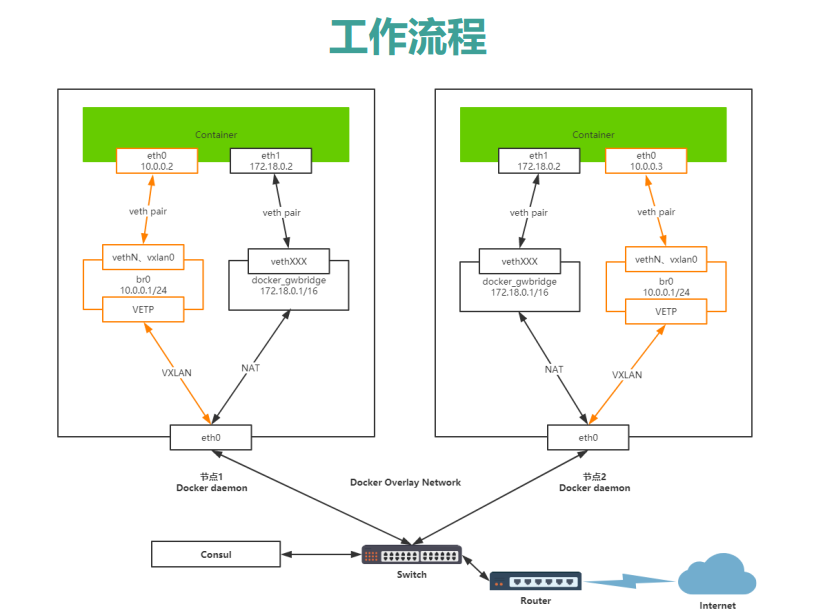 工作流程
Container
eth0
10.0.0.2
eth1
172.18.0.2
veth pair
veth pair
vethN、vxlan0
br0
10.0.0.1/24
VETP
vethXXX
docker_gwbridge
172.18.0.1/16
VXLAN
NAT
eth0
节点1
Docker daemon
Container
eth1
172.18.0.2
eth0
10.0.0.3
veth pair
veth pair
vethXXX
docker_gwbridge
172.18.0.1/16
vethN、vxlan0
br0
10.0.0.1/24
VETP
NAT
VXLAN
eth0
节点2
Docker daemon
Docker Overlay Network
Consul
Switch
Router
Internet